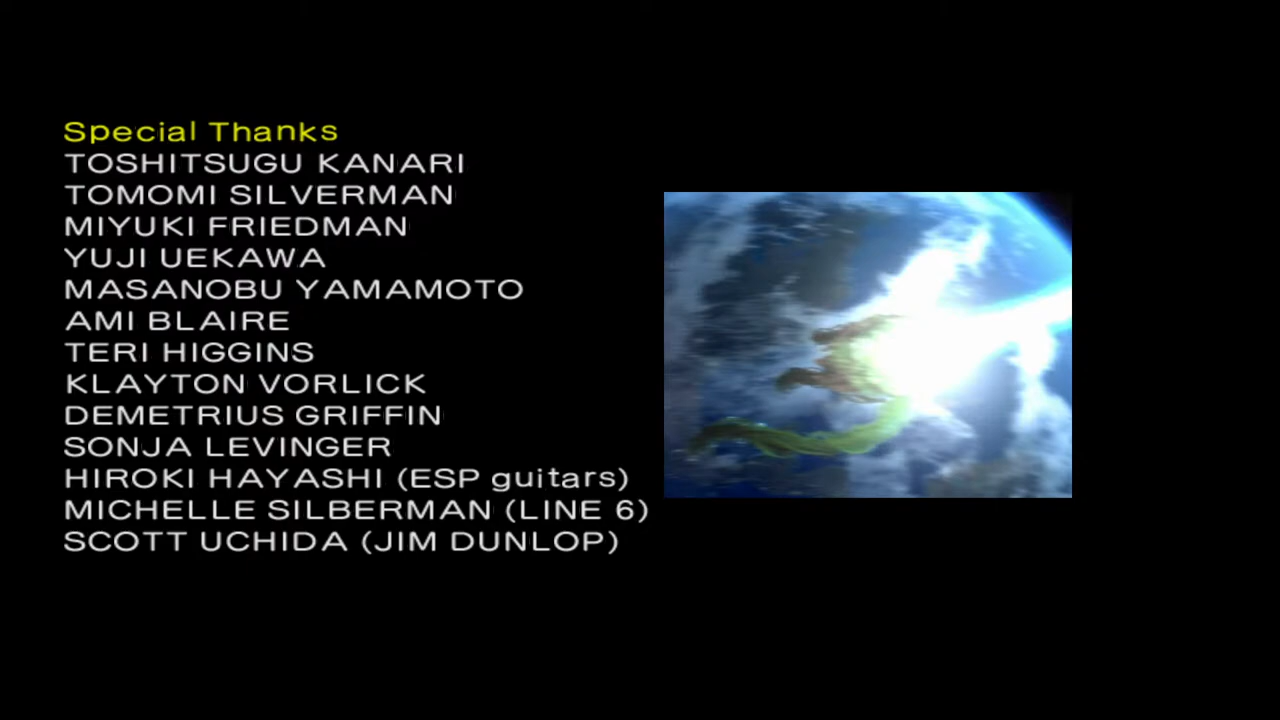 Special Thanks
TOSHITSUGU KANARI
TOMOMI SILVERMAN
MIYUKI FRIEDMAN
YUJI UEKAWA
MASANOBU YAMAMOTO
AMI BLAIRE
TERI HIGGINS
KLAYTON VORLICK
DEMETRIUS GRIFFIN
SONJA LEVINGER
HIROKI HAYASHI (ESP guitars)
MICHELLE SILBERMAN (LINE 6)
SCOTT UCHIDA (JIM DUNLOP)